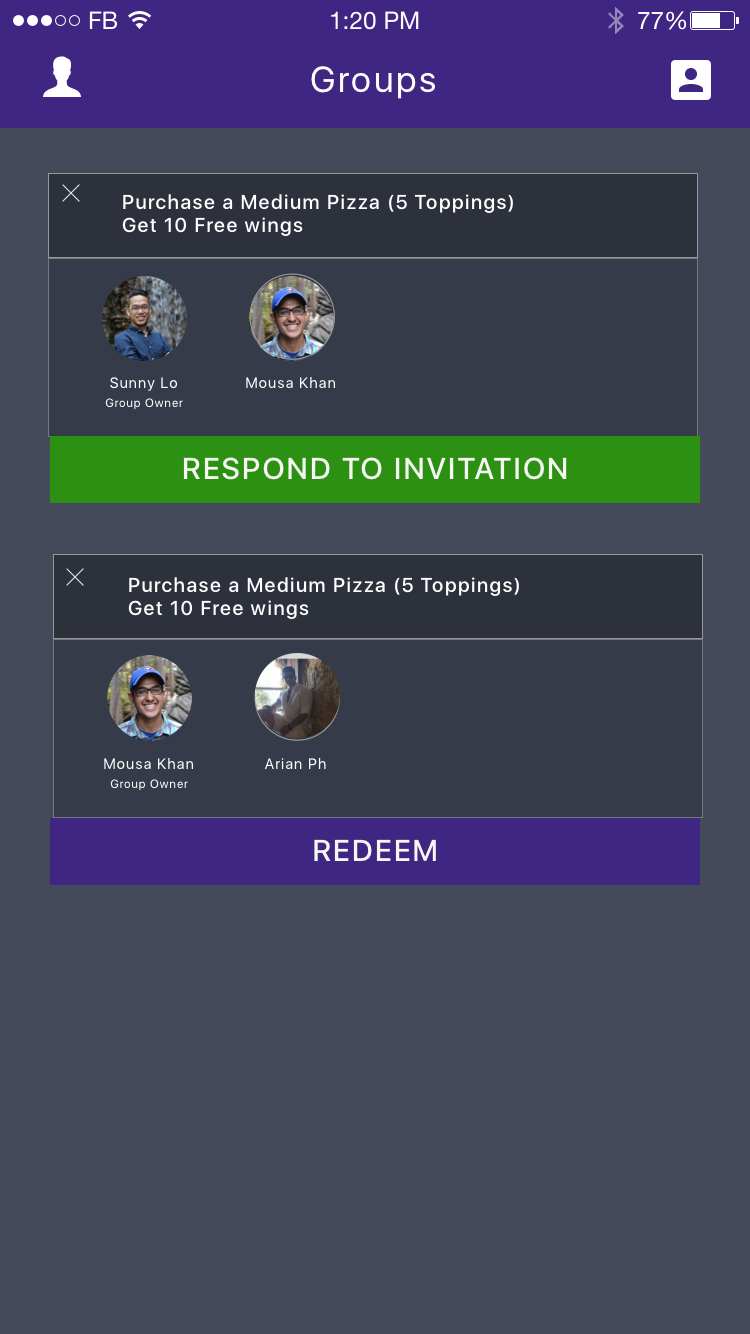 FB 1:20 PM 77%
Groups
Purchase a Medium Pizza (5 Toppings)
Get 10 Free wings
Sunny Lo Mousa Khan
Group Owner
RESPOND TO INVITATION
Purchase a Medium Pizza (5 Toppings)
Get 10 Free wings
Mousa Khan Arian Ph
Group Owner
REDEEM